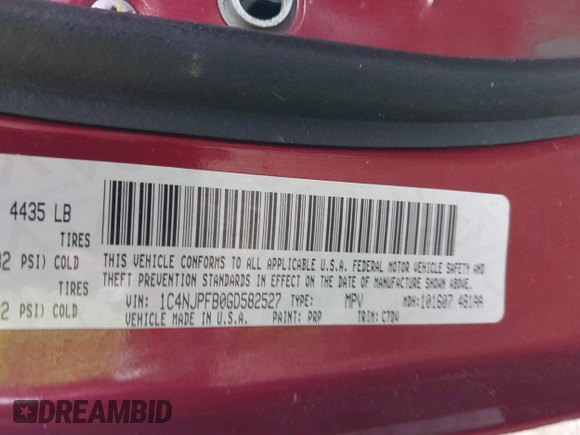 4435 LB
TIRES
PSI) COLD
TIRES
PSI) COLD
THIS VEHICLE CONFORMS TO ALL APPLICABLE U.S.A. FEDERAL MOTOR VEHICLE SAFETY AND
THEFT PREVENTION STANDARDS IN EFFECT ON THE DATE OF MANUFACTURE SHOWN ABOVE.
VIN: 1C4NJPFB0GD582527 TYPE: MPV MDH: 101607 481AA
VEHICLE MADE IN U.S.A. PAINT: PRP TRIM: C7DV
DREAMBID